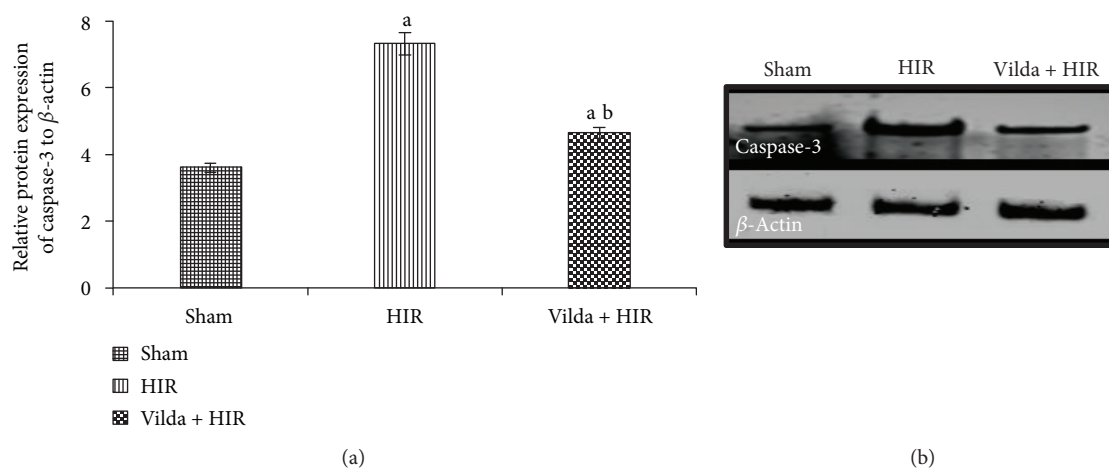 Relative protein expression
of caspase-3 to β-actin
8
6
4
2
0
a
a b
Sham
HIR
Vilda + HIR
Sham
HIR
Vilda + HIR
(a)
Sham
HIR
Vilda + HIR
Caspase-3
β-Actin
(b)